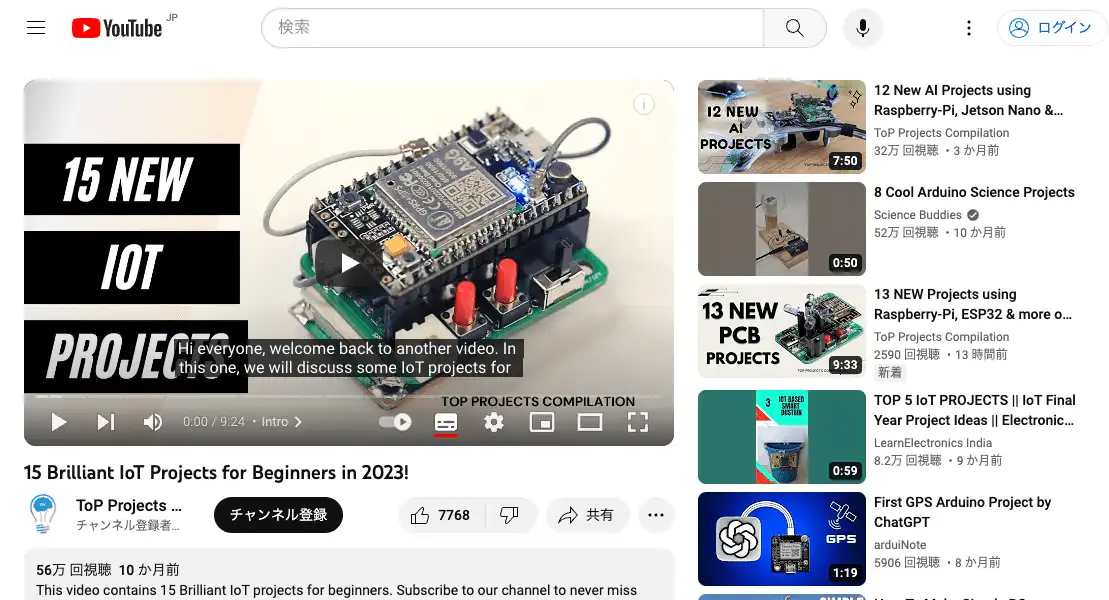 YouTube JP
検索
ログイン
15 NEW
IOT
PROJECTS
A9G
GPRS/GPS
Hi everyone, welcome back to another video. In
this one, we will discuss some IoT projects for
TOP PROJECTS COMPILATION
0:00 / 9:24 • Intro
15 Brilliant IoT Projects for Beginners in 2023!
ToP Projects ...
チャンネル登録者...
チャンネル登録
7768
共有
56万 回視聴 10 か月前
This video contains 15 Brilliant IoT projects for beginners. Subscribe to our channel to never miss
12 NEW
AI
PROJECTS
7:50
12 New AI Projects using
Raspberry-Pi, Jetson Nano &...
ToP Projects Compilation
32万 回視聴 • 3 か月前
0:50
8 Cool Arduino Science Projects
Science Buddies
52万 回視聴 • 10 か月前
13 NEW
PCB
PROJECTS
9:33
13 NEW Projects using
Raspberry-Pi, ESP32 & more o...
ToP Projects Compilation
2590 回視聴 • 13 時間前
新着
3 IOT BASED
SMART
DUSTBIN
0:59
TOP 5 IoT PROJECTS || IoT Final
Year Project Ideas || Electronic...
LearnElectronics India
8.2万 回視聴 • 9 か月前
GPS
1:19
First GPS Arduino Project by
ChatGPT
arduiNote
5906 回視聴 • 8 か月前